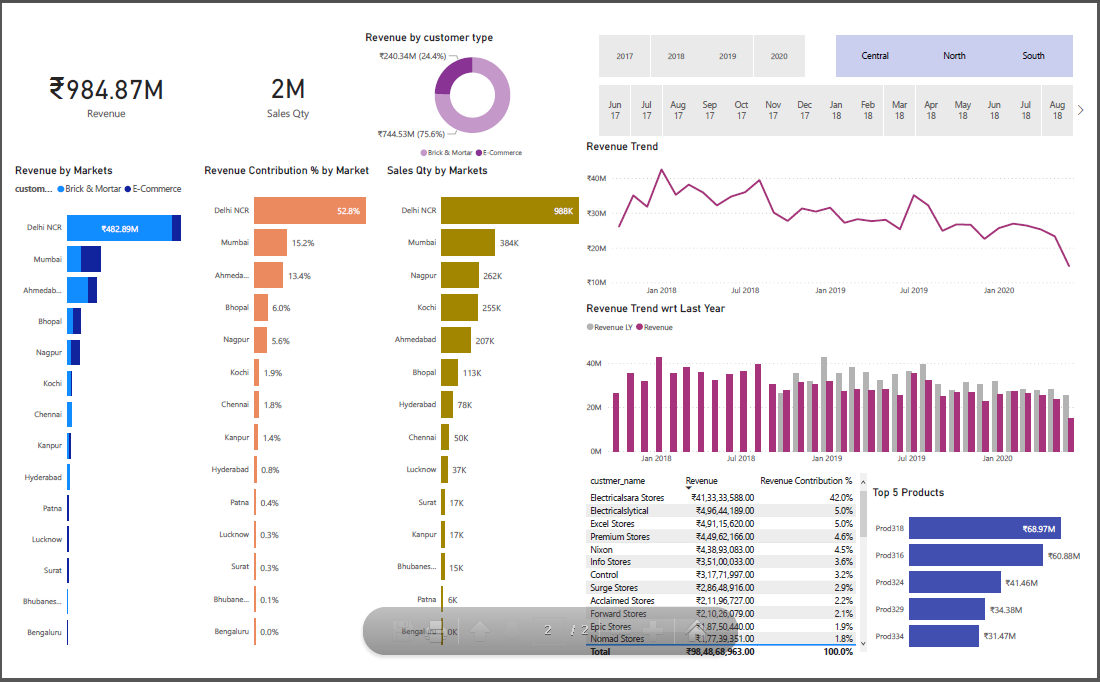 ₹984.87M
Revenue
2M
Sales Qty
Revenue by customer type
₹240.34M (24.4%)
₹744.53M (75.6%)
Brick & Mortar E-Commerce
2017 2018 2019 2020
Central North South
Jun 17 Jul 17 Aug 17 Sep 17 Oct 17 Nov 17 Dec 17 Jan 18 Feb 18 Mar 18 Apr 18 May 18 Jun 18 Jul 18 Aug 18
Revenue by Markets
custom... Brick & Mortar E-Commerce
Delhi NCR ₹482.89M
Mumbai
Ahmedab...
Bhopal
Nagpur
Kochi
Chennai
Kanpur
Hyderabad
Patna
Lucknow
Surat
Bhubanes...
Bengaluru
Revenue Contribution % by Market
Delhi NCR 52.8%
Mumbai 15.2%
Ahmeda... 13.4%
Bhopal 6.0%
Nagpur 5.6%
Kochi 1.9%
Chennai 1.8%
Kanpur 1.4%
Hyderabad 0.8%
Patna 0.4%
Lucknow 0.3%
Surat 0.3%
Bhubane... 0.1%
Bengaluru 0.0%
Sales Qty by Markets
Delhi NCR 988K
Mumbai 384K
Nagpur 262K
Kochi 255K
Ahmedabad 207K
Bhopal 113K
Hyderabad 78K
Chennai 50K
Lucknow 37K
Surat 17K
Kanpur 17K
Bhubanes... 15K
Patna 6K
Bengaluru 0K
Revenue Trend
₹40M
₹30M
₹20M
₹10M
Jan 2018 Jul 2018 Jan 2019 Jul 2019 Jan 2020
Revenue Trend wrt Last Year
Revenue LY Revenue
40M
20M
0M
Jan 2018 Jul 2018 Jan 2019 Jul 2019 Jan 2020
custmer_name Revenue Revenue Contribution %
Electricalsara Stores ₹41,33,33,588.00 42.0%
Electricalslytical ₹4,96,44,189.00 5.0%
Excel Stores ₹4,91,15,620.00 5.0%
Premium Stores ₹4,49,62,166.00 4.6%
Nixon ₹4,38,93,083.00 4.5%
Info Stores ₹3,51,00,033.00 3.6%
Control ₹3,17,71,997.00 3.2%
Surge Stores ₹2,86,48,916.00 2.9%
Acclaimed Stores ₹2,11,96,727.00 2.2%
Forward Stores ₹2,10,26,079.00 2.1%
Epic Stores ₹1,87,50,440.00 1.9%
Nomad Stores ₹1,77,39,351.00 1.8%
Total ₹98,48,68,963.00 100.0%
Top 5 Products
Prod318 ₹68.97M
Prod316 ₹60.88M
Prod324 ₹41.46M
Prod329 ₹34.38M
Prod334 ₹31.47M
2 / 2